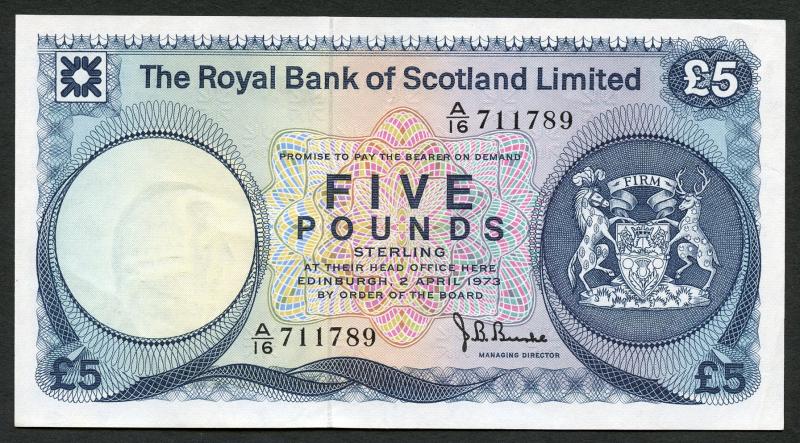 The Royal Bank of Scotland Limited
£5
A/16 711789
PROMISE TO PAY THE BEARER ON DEMAND
FIVE
POUNDS
STERLING
AT THEIR HEAD OFFICE HERE
EDINBURGH, 2 APRIL 1973
BY ORDER OF THE BOARD
FIRM
A/16 711789
J. B. Burke
MANAGING DIRECTOR
£5
£5